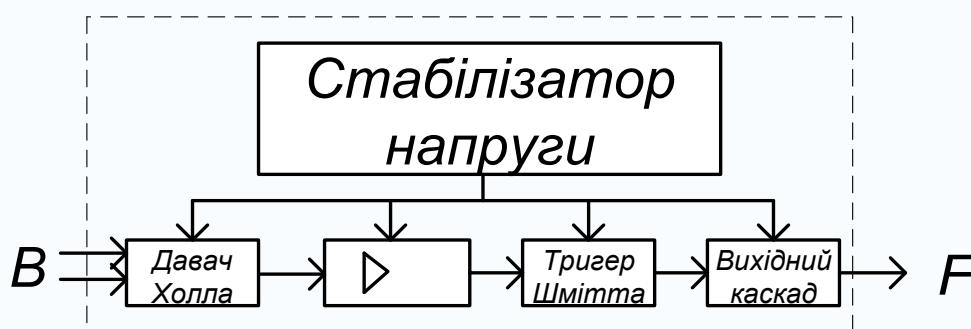 Стабілізатор
напруги
B
Давач
Холла
Тригер
Шмітта
Вихідний
каскад
F